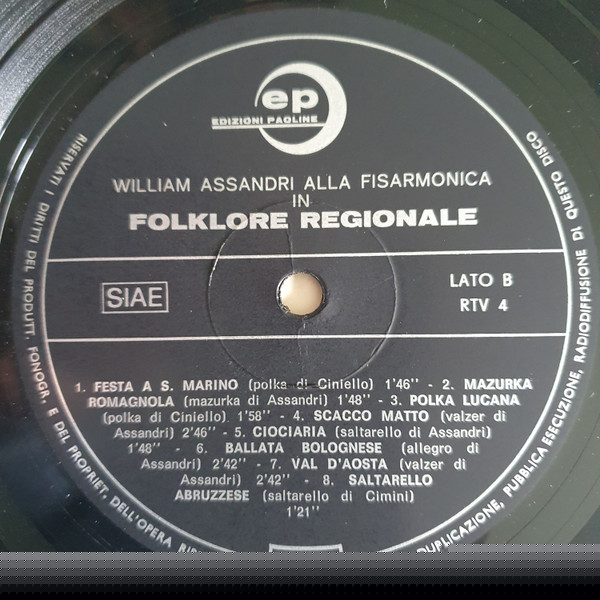 ep
EDIZIONI PAOLINE
WILLIAM ASSANDRI ALLA FISARMONICA
IN
FOLKLORE REGIONALE
SIAE
LATO B
RTV 4
1. FESTA A S. MARINO (polka di Ciniello) 1'46" - 2. MAZURKA
ROMAGNOLA (mazurka di Assandri) 1'48" - 3. POLKA LUCANA
(polka di Ciniello) 1'58" - 4. SCACCO MATTO (valzer di
Assandri) 2'46" - 5. CIOCIARIA (saltarello di Assandri)
1'48" - 6. BALLATA BOLOGNESE (allegro di
Assandri) 2'42" - 7. VAL D'AOSTA (valzer di
Assandri) 2'42" - 8. SALTARELLO
ABRUZZESE (saltarello di Cimini)
1'21"
RISERVATI I DIRITTI DEL PRODUTT. FONOGR. E DEL PROPRIET. DELL'OPERA
DUPLICAZIONE, PUBBLICA ESECUZIONE, RADIODIFFUSIONE DI QUESTO DISCO